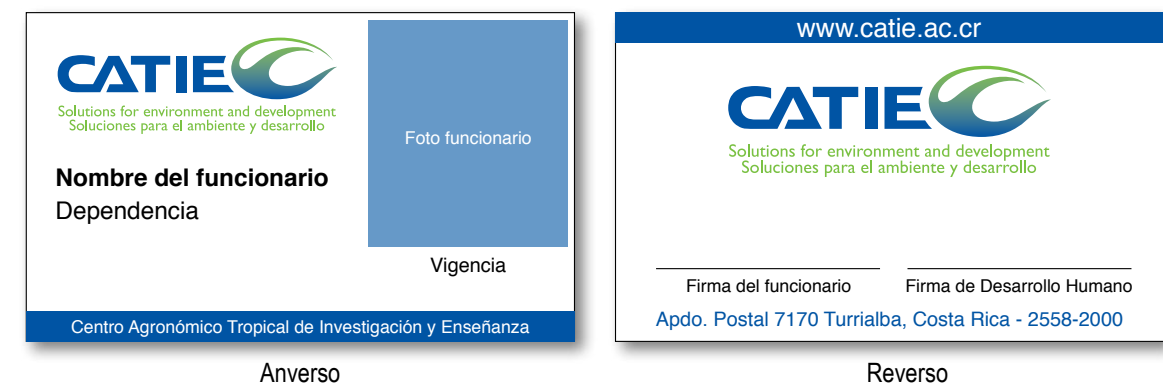 CATIE
Solutions for environment and development
Soluciones para el ambiente y desarrollo
Nombre del funcionario
Dependencia
Foto funcionario
Vigencia
Centro Agronómico Tropical de Investigación y Enseñanza
Anverso
www.catie.ac.cr
CATIE
Solutions for environment and development
Soluciones para el ambiente y desarrollo
Firma del funcionario
Firma de Desarrollo Humano
Apdo. Postal 7170 Turrialba, Costa Rica - 2558-2000
Reverso